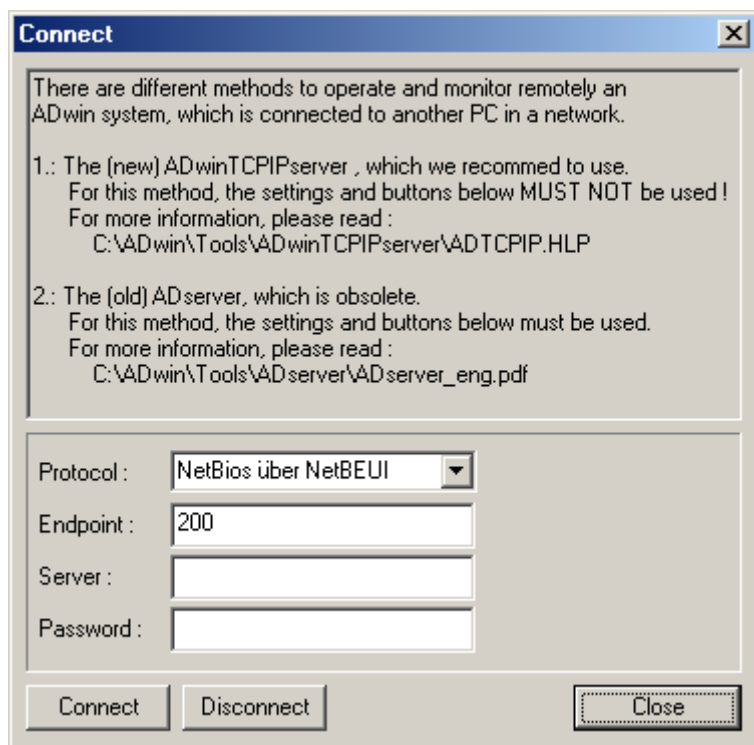 Connect
There are different methods to operate and monitor remotely an
ADwin system, which is connected to another PC in a network.
1.: The (new) ADwinTCPIPserver , which we recommed to use.
For this method, the settings and buttons below MUST NOT be used !
For more information, please read :
C:\ADwin\Tools\ADwinTCPIPserver\ADTCPIP.HLP
2.: The (old) ADserver, which is obsolete.
For this method, the settings and buttons below must be used.
For more information, please read :
C:\ADwin\Tools\ADserver\ADserver_eng.pdf
Protocol : NetBios über NetBEUI
Endpoint : 200
Server :
Password :
Connect Disconnect Close